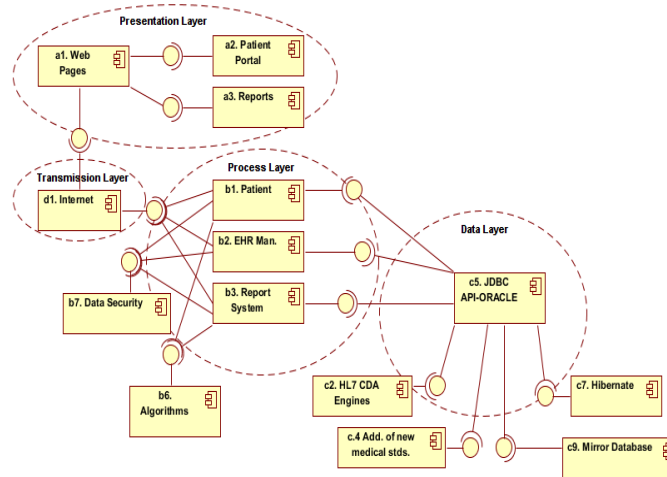 Presentation Layer
a1. Web
Pages
a2. Patient
Portal
a3. Reports
Transmission Layer
d1. Internet
Process Layer
b1. Patient
b2. EHR Man.
b3. Report
System
b7. Data Security
b6.
Algorithms
Data Layer
c5. JDBC
API-ORACLE
c2. HL7 CDA
Engines
c7. Hibernate
c.4 Add. of new
medical stds.
c9. Mirror Database